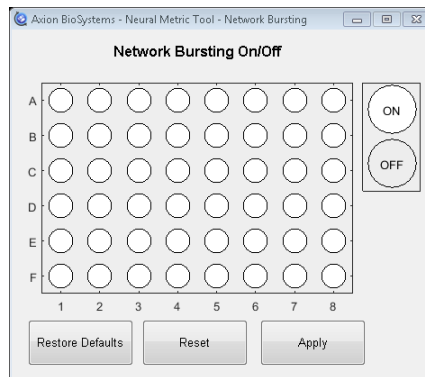 Axion BioSystems - Neural Metric Tool - Network Bursting
Network Bursting On/Off
A
B
C
D
E
F
1 2 3 4 5 6 7 8
ON
OFF
Restore Defaults Reset Apply